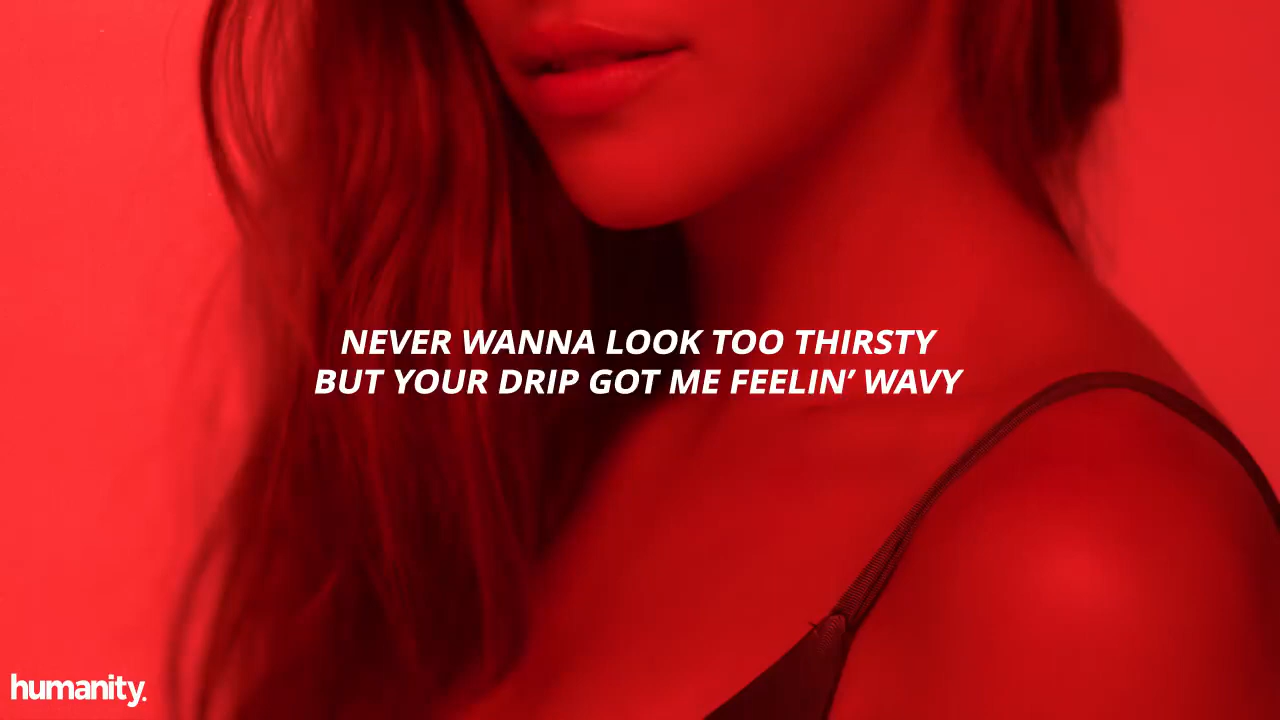 NEVER WANNA LOOK TOO THIRSTY
BUT YOUR DRIP GOT ME FEELIN’ WAVY
humanity.